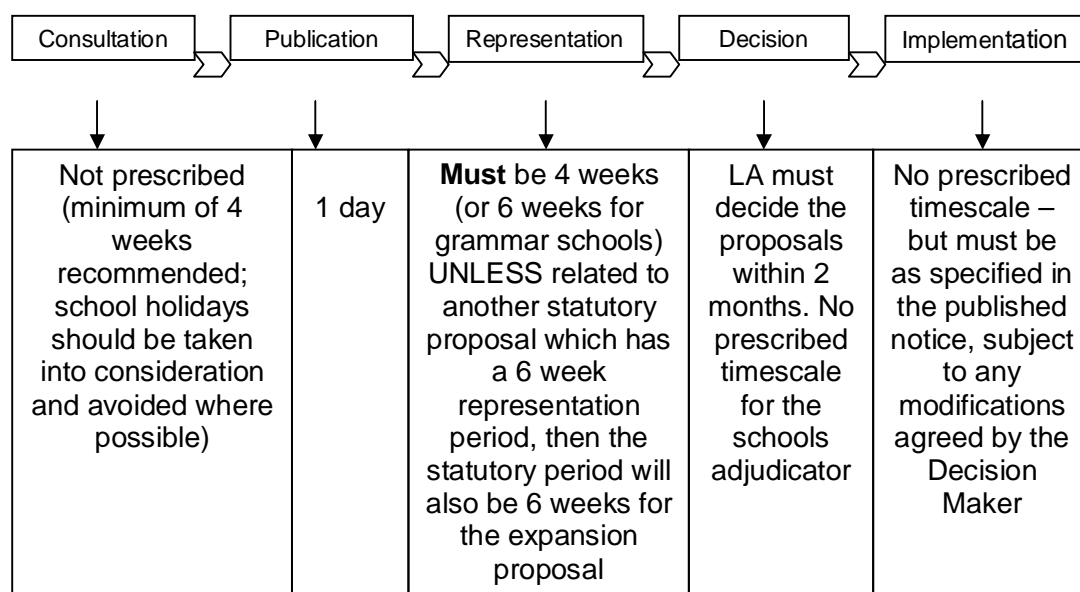 Consultation
Publication
Representation
Decision
Implementation
Not prescribed
(minimum of 4
weeks
recommended;
school holidays
should be taken
into consideration
and avoided where
possible)
1 day
Must be 4 weeks
(or 6 weeks for
grammar schools)
UNLESS related to
another statutory
proposal which has
a 6 week
representation
period, then the
statutory period will
also be 6 weeks for
the expansion
proposal
LA must
decide the
proposals
within 2
months. No
prescribed
timescale
for the
schools
adjudicator
No prescribed
timescale –
but must be
as specified in
the published
notice, subject
to any
modifications
agreed by the
Decision
Maker